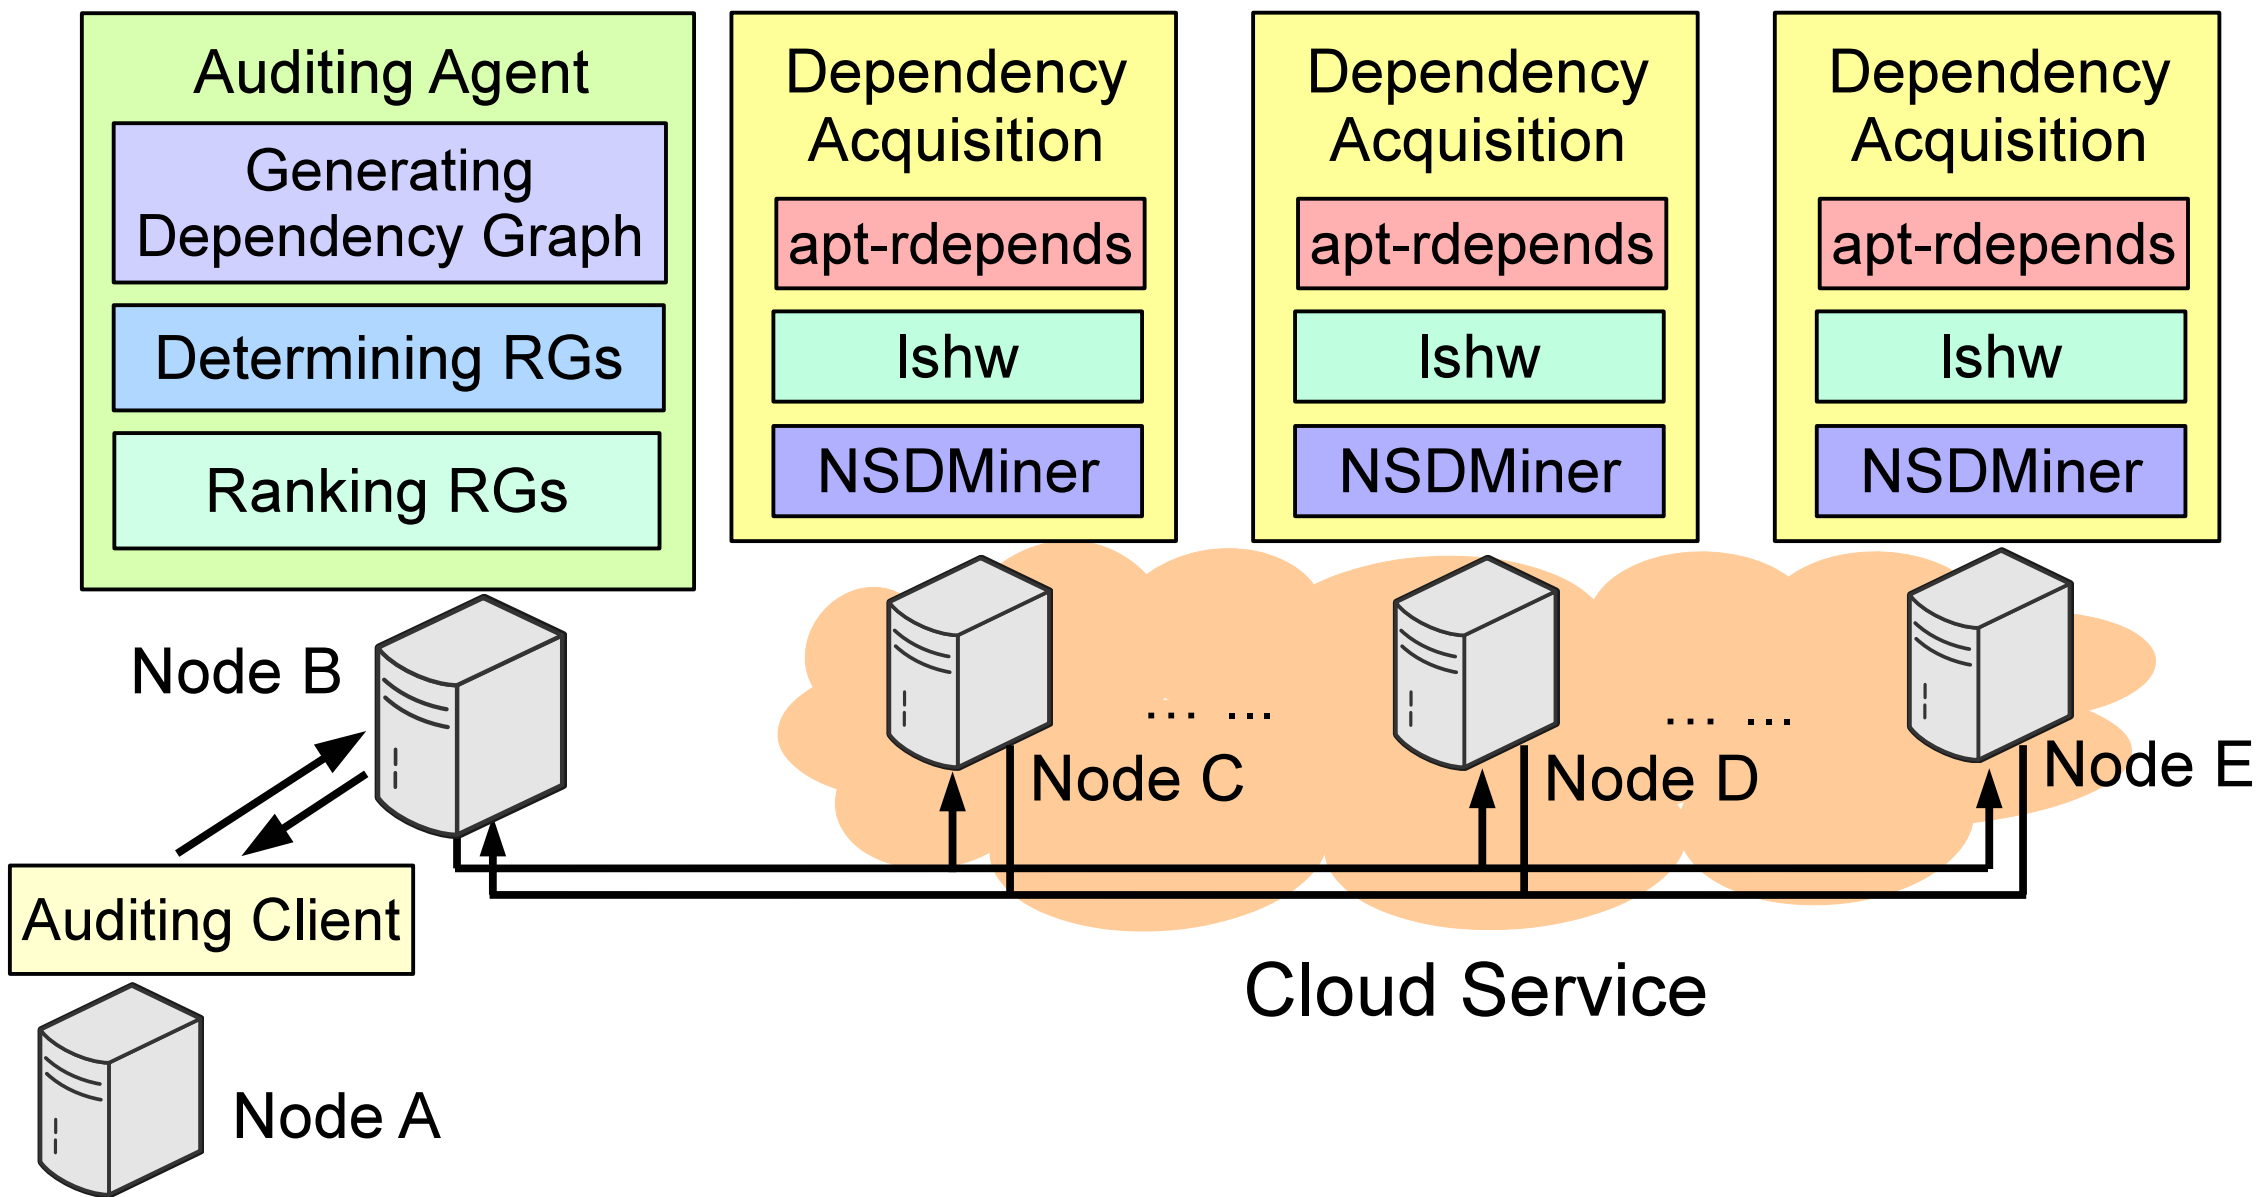 Auditing Agent
Generating
Dependency Graph
Determining RGs
Ranking RGs
Dependency
Acquisition
apt-rdepends
lshw
NSDMiner
Dependency
Acquisition
apt-rdepends
lshw
NSDMiner
Dependency
Acquisition
apt-rdepends
lshw
NSDMiner
Node B
... ...
... ...
Node C
Node D
Node E
Auditing Client
Cloud Service
Node A